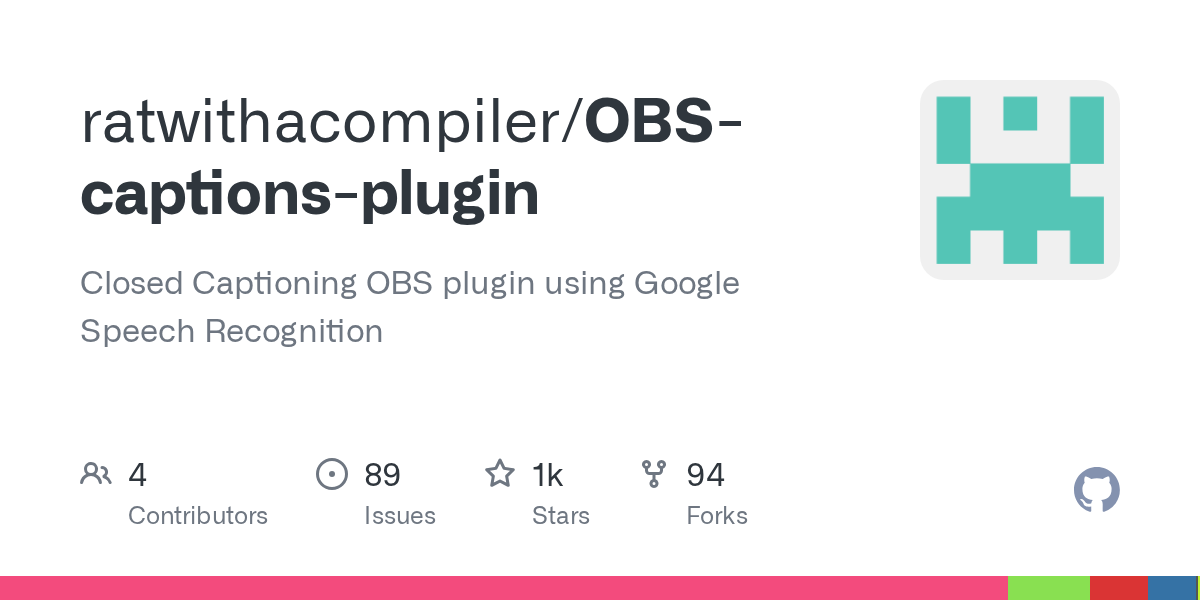 ratwithacompiler/OBS-
captions-plugin
Closed Captioning OBS plugin using Google
Speech Recognition
4 89 1k 94
Contributors Issues Stars Forks